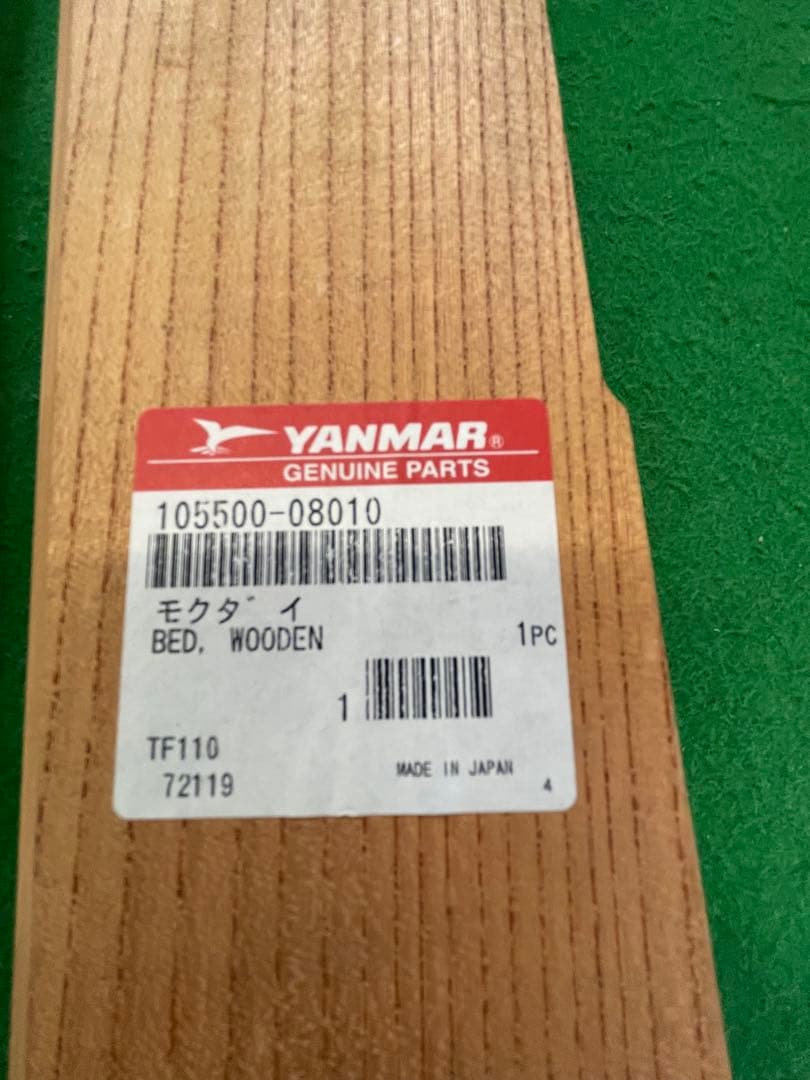 YANMAR®
GENUINE PARTS
105500-08010
モクダイ
BED, WOODEN 1PC
1
TF110
72119 MADE IN JAPAN 4